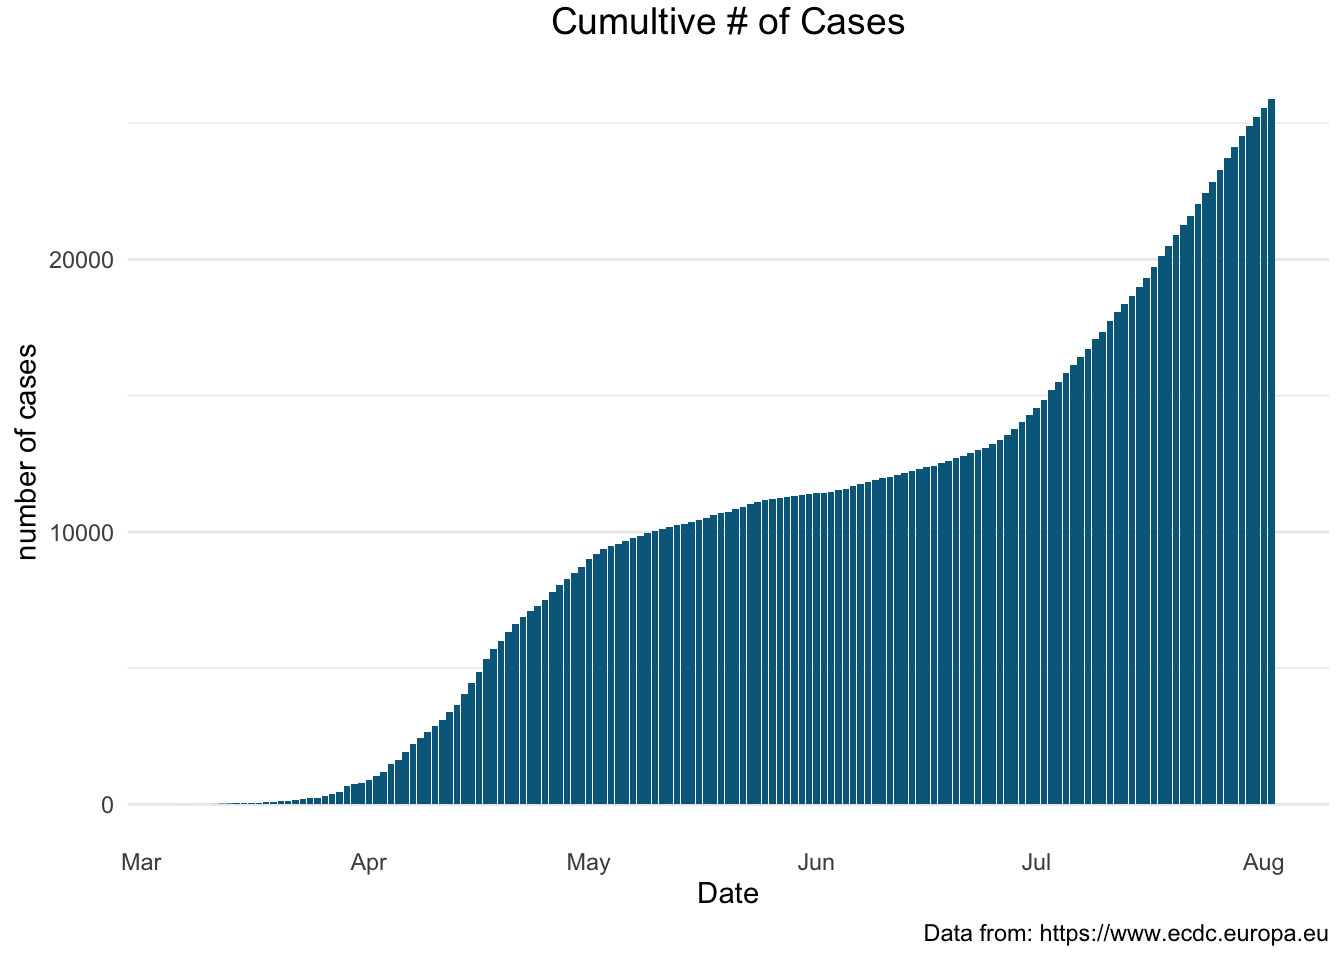 Cumultive # of Cases
number of cases
20000
10000
0
Mar Apr May Jun Jul Aug
Date
Data from: https://www.ecdc.europa.eu